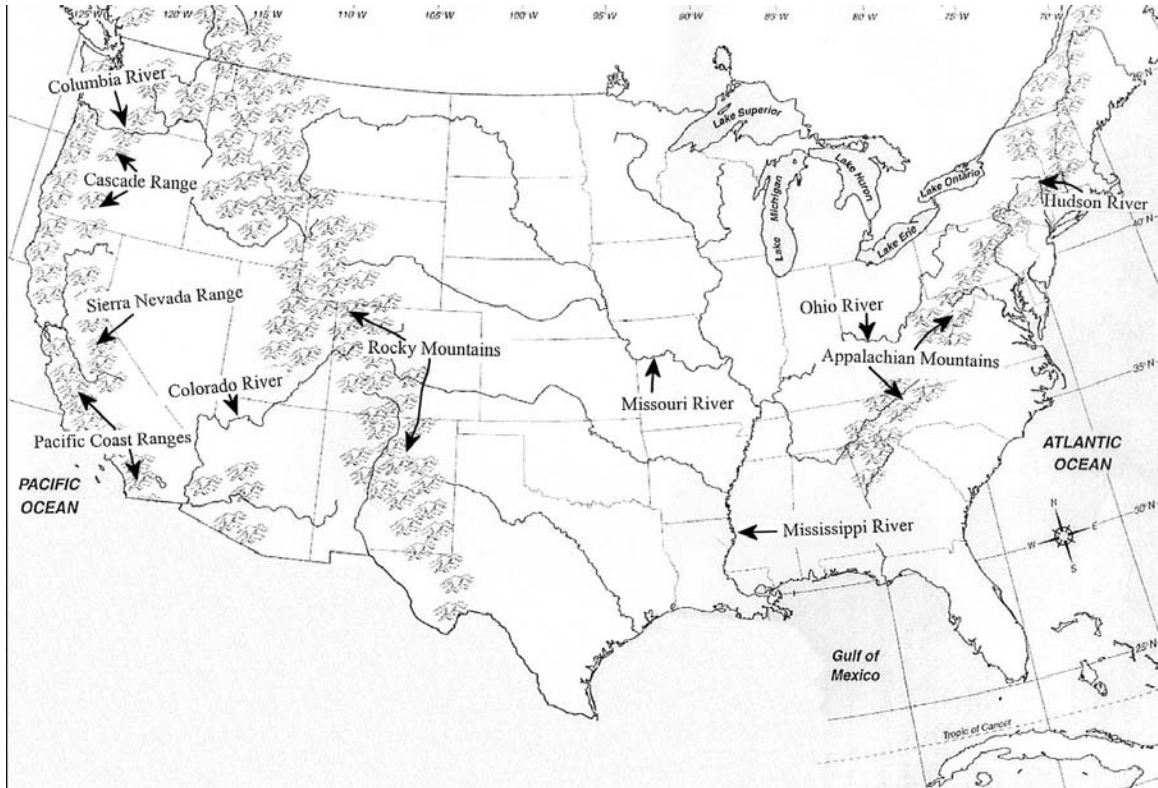 125° W
120° W
115° W
110° W
105° W
100° W
95° W
90° W
85° W
80° W
75° W
70° W
Columbia River
Cascade Range
Sierra Nevada Range
Colorado River
Pacific Coast Ranges
PACIFIC
OCEAN
Rocky Mountains
Missouri River
Mississippi River
Lake Superior
Lake Michigan
Lake Huron
Lake Erie
Lake Ontario
Hudson River
Ohio River
Appalachian Mountains
ATLANTIC
OCEAN
40°N
35°N
30°N
25°N
N
E
W
S
Gulf of
Mexico
Tropic of Cancer